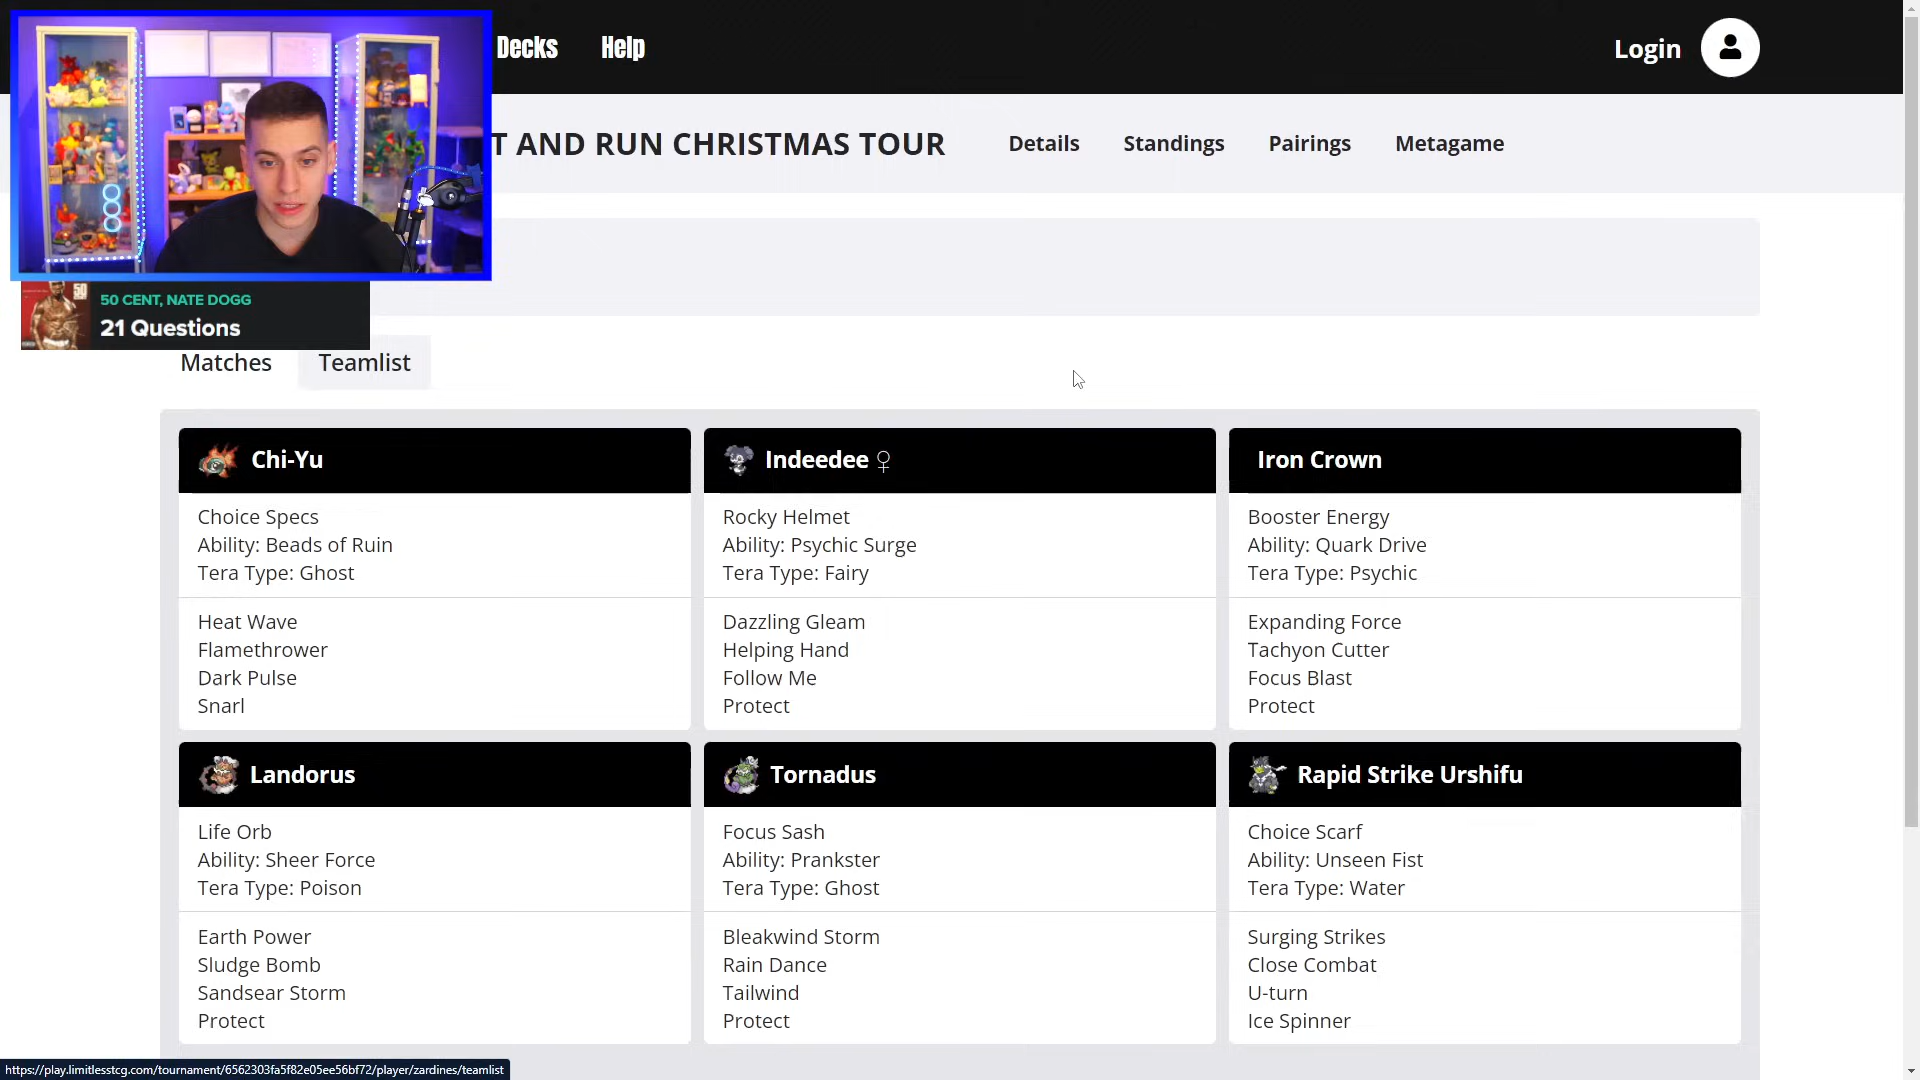 Decks
Help
Login
T AND RUN CHRISTMAS TOUR
Details
Standings
Pairings
Metagame
50
50 CENT, NATE DOGG
21 Questions
Matches
Teamlist
Chi-Yu
Choice Specs
Ability: Beads of Ruin
Tera Type: Ghost
Heat Wave
Flamethrower
Dark Pulse
Snarl
Indeedee ♀
Rocky Helmet
Ability: Psychic Surge
Tera Type: Fairy
Dazzling Gleam
Helping Hand
Follow Me
Protect
Iron Crown
Booster Energy
Ability: Quark Drive
Tera Type: Psychic
Expanding Force
Tachyon Cutter
Focus Blast
Protect
Landorus
Life Orb
Ability: Sheer Force
Tera Type: Poison
Earth Power
Sludge Bomb
Sandsear Storm
Protect
Tornadus
Focus Sash
Ability: Prankster
Tera Type: Ghost
Bleakwind Storm
Rain Dance
Tailwind
Protect
Rapid Strike Urshifu
Choice Scarf
Ability: Unseen Fist
Tera Type: Water
Surging Strikes
Close Combat
U-turn
Ice Spinner
https://play.limitlesstcg.com/tournament/6562303fa5f82e05ee56bf72/player/zardines/teamlist